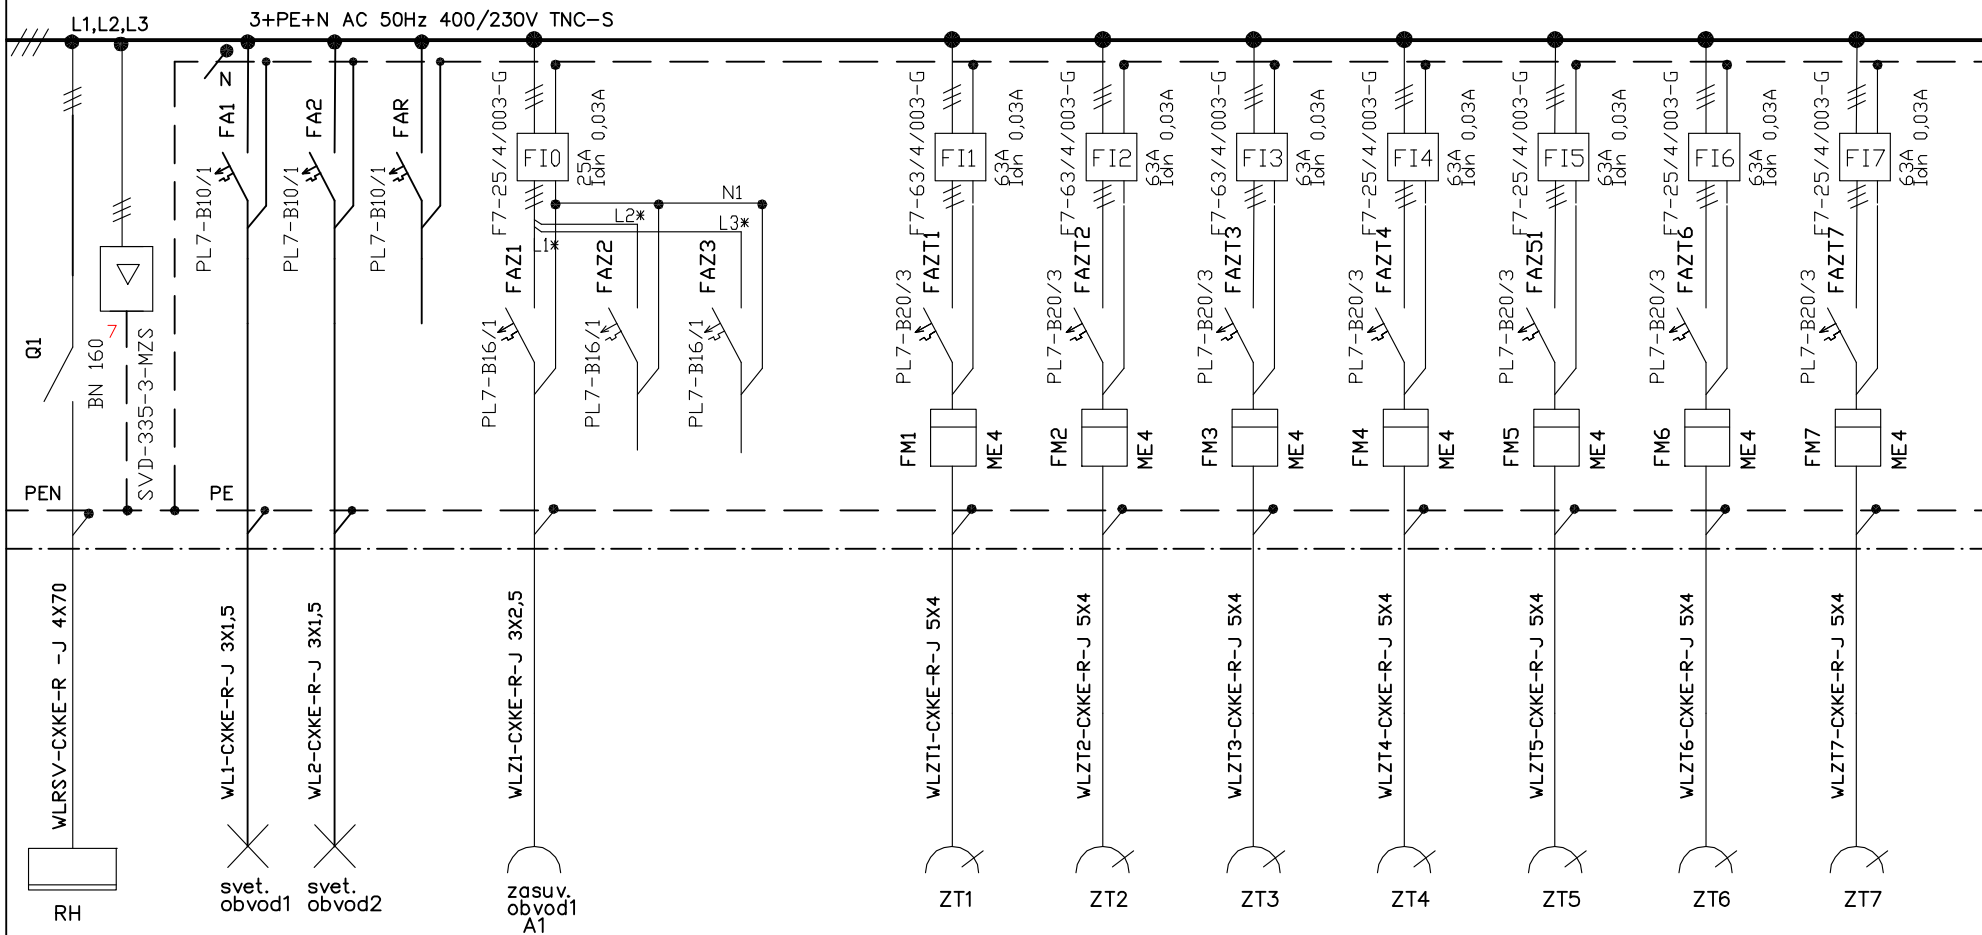 L1,L2,L3
3+PE+N AC 50Hz 400/230V TNC-S
N
Q1
BN 160
7
SVD-335-3-MZS
PEN
PE
FA1
PL7-B10/1
FA2
PL7-B10/1
FAR
PL7-B10/1
F7-25/4/003-G
FI0
25A
Idn 0,03A
N1
L2*
L3*
L1*
FAZ1
PL7-B16/1
FAZ2
PL7-B16/1
FAZ3
PL7-B16/1
F7-63/4/003-G
FI1
63A
Idn 0,03A
FAZT1
PL7-B20/3
FM1
ME4
F7-63/4/003-G
FI2
63A
Idn 0,03A
FAZT2
PL7-B20/3
FM2
ME4
F7-63/4/003-G
FI3
63A
Idn 0,03A
FAZT3
PL7-B20/3
FM3
ME4
F7-25/4/003-G
FI4
63A
Idn 0,03A
FAZT4
PL7-B20/3
FM4
ME4
F7-25/4/003-G
FI5
63A
Idn 0,03A
FAZ51
PL7-B20/3
FM5
ME4
F7-25/4/003-G
FI6
63A
Idn 0,03A
FAZT6
PL7-B20/3
FM6
ME4
F7-25/4/003-G
FI7
63A
Idn 0,03A
FAZT7
PL7-B20/3
FM7
ME4
WLRSV-CXKE-R -J 4X70
WL1-CXKE-R-J 3X1,5
WL2-CXKE-R-J 3X1,5
WLZ1-CXKE-R-J 3X2,5
WLZT1-CXKE-R-J 5X4
WLZT2-CXKE-R-J 5X4
WLZT3-CXKE-R-J 5X4
WLZT4-CXKE-R-J 5X4
WLZT5-CXKE-R-J 5X4
WLZT6-CXKE-R-J 5X4
WLZT7-CXKE-R-J 5X4
RH
svet.
obvod1
svet.
obvod2
zasuv.
obvod1
A1
ZT1
ZT2
ZT3
ZT4
ZT5
ZT6
ZT7